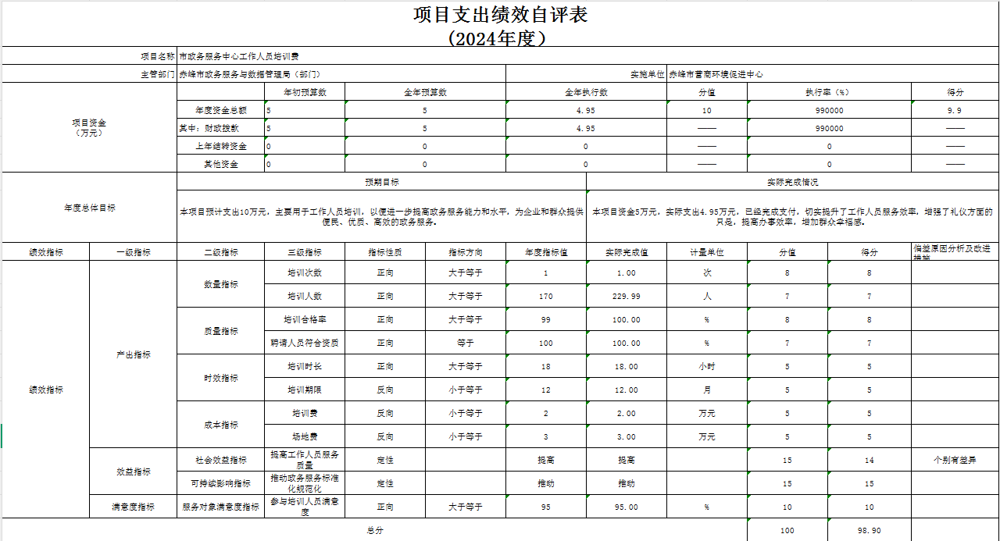 项目支出绩效自评表
(2024年度)
项目名称 市政务服务中心工作人员培训费
主管部门 赤峰市政务服务与数据管理局（部门） 实施单位 赤峰市营商环境促进中心
项目资金
（万元）
年初预算数 全年预算数 全年执行数 分值 执行率（%） 得分
年度资金总额 5 5 4.95 10 990000 9.9
其中：财政拨款 5 5 4.95 —— 990000 ——
上年结转资金 0 0 0 —— 0 ——
其他资金 0 0 0 —— 0 ——
年度总体目标
预期目标 实际完成情况
本项目预计支出10万元，主要用于工作人员培训，以便进一步提高政务服务能力和水平，为企业和群众提供
便民、优质、高效的政务服务。
本项目资金5万元，实际支出4.95万元，已经完成支付，切实提升了工作人员服务效率，增强了礼仪方面的
只是，提高办事效率，增加群众幸福感。
绩效指标 一级指标 二级指标 三级指标 指标性质 指标方向 年度指标值 实际完成值 计量单位 分值 得分 偏差原因分析及改进
措施
绩效指标
产出指标
数量指标
培训次数 正向 大于等于 1 1.00 次 8 8
培训人数 正向 大于等于 170 229.99 人 7 7
质量指标
培训合格率 正向 大于等于 99 100.00 % 8 8
聘请人员符合资质 正向 等于 100 100.00 % 7 7
时效指标
培训时长 正向 大于等于 18 18.00 小时 5 5
培训期限 反向 小于等于 12 12.00 月 5 5
成本指标
培训费 反向 小于等于 2 2.00 万元 5 5
场地费 反向 小于等于 3 3.00 万元 5 5
效益指标
社会效益指标
提高工作人员服务
质量
定性 提高 提高 15 14 个别有差异
可持续影响指标
推动政务服务标准
化规范化
定性 推动 推动 15 15
满意度指标 服务对象满意度指标
参与培训人员满意
度
正向 大于等于 95 95.00 % 10 10
总分 100 98.90